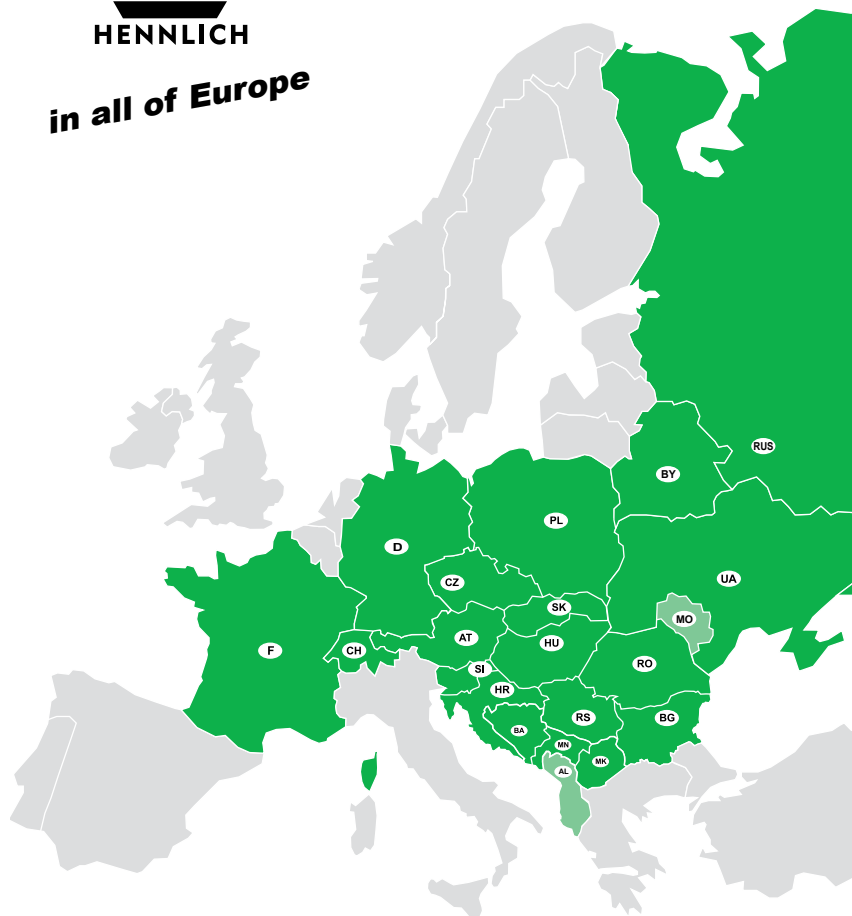 HENNLICH
in all of Europe
RUS
BY
PL
D
UA
CZ
SK
MO
AT
HU
F
CH
RO
SI
HR
RS
BG
BA
MN
MK
AL